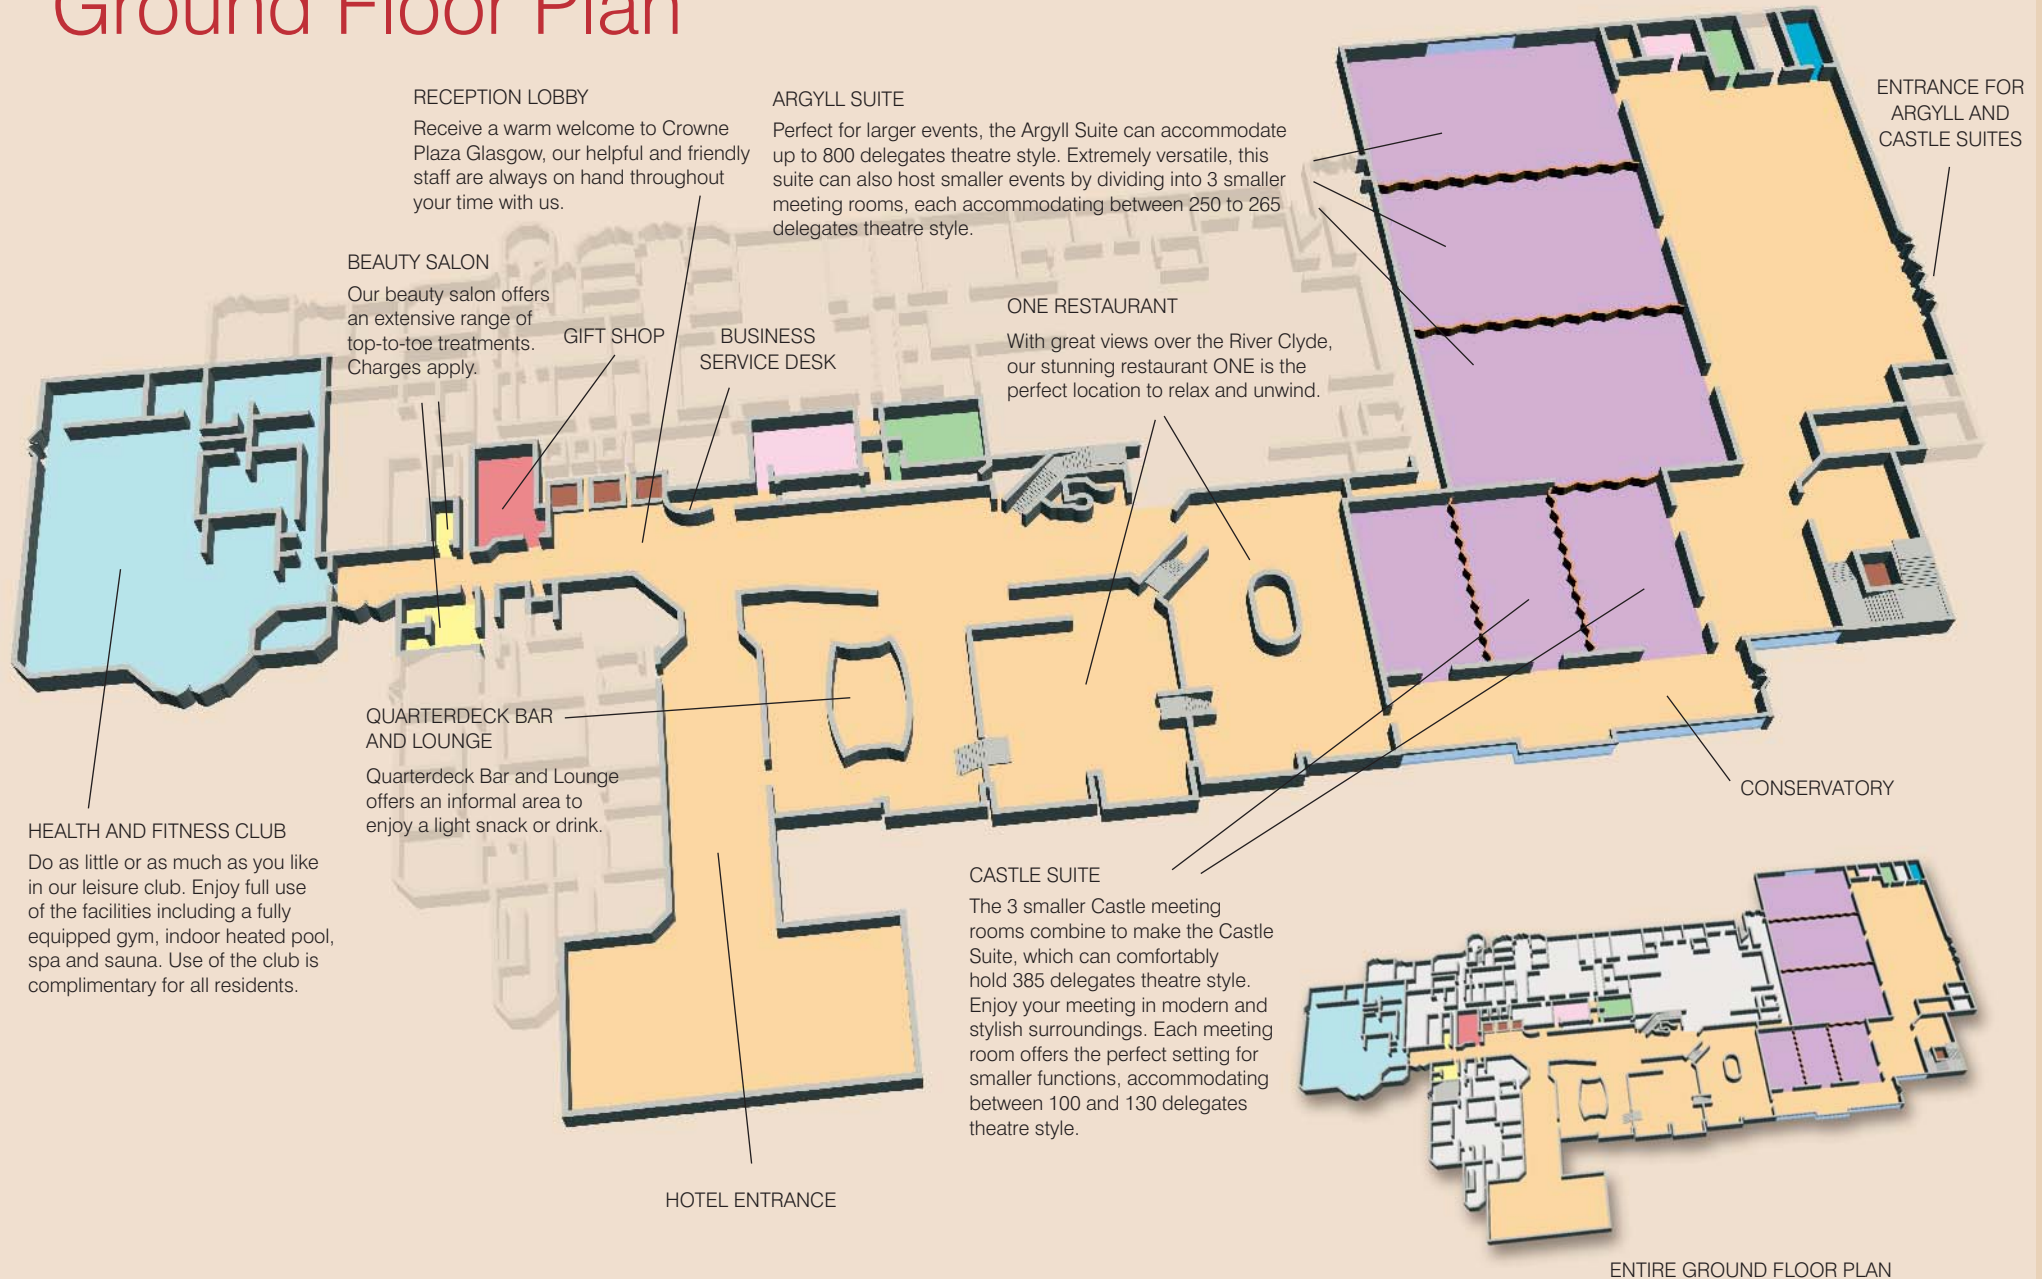 Ground Floor Plan
RECEPTION LOBBY
Receive a warm welcome to Crowne
Plaza Glasgow, our helpful and friendly
staff are always on hand throughout
your time with us.
ARGYLL SUITE
Perfect for larger events, the Argyll Suite can accommodate
up to 800 delegates theatre style. Extremely versatile, this
suite can also host smaller events by dividing into 3 smaller
meeting rooms, each accommodating between 250 to 265
delegates theatre style.
ENTRANCE FOR
ARGYLL AND
CASTLE SUITES
BEAUTY SALON
Our beauty salon offers
an extensive range of
top-to-toe treatments.
Charges apply.
GIFT SHOP
BUSINESS
SERVICE DESK
ONE RESTAURANT
With great views over the River Clyde,
our stunning restaurant ONE is the
perfect location to relax and unwind.
QUARTERDECK BAR
AND LOUNGE
Quarterdeck Bar and Lounge
offers an informal area to
enjoy a light snack or drink.
CONSERVATORY
HEALTH AND FITNESS CLUB
Do as little or as much as you like
in our leisure club. Enjoy full use
of the facilities including a fully
equipped gym, indoor heated pool,
spa and sauna. Use of the club is
complimentary for all residents.
CASTLE SUITE
The 3 smaller Castle meeting
rooms combine to make the Castle
Suite, which can comfortably
hold 385 delegates theatre style.
Enjoy your meeting in modern and
stylish surroundings. Each meeting
room offers the perfect setting for
smaller functions, accommodating
between 100 and 130 delegates
theatre style.
HOTEL ENTRANCE
ENTIRE GROUND FLOOR PLAN